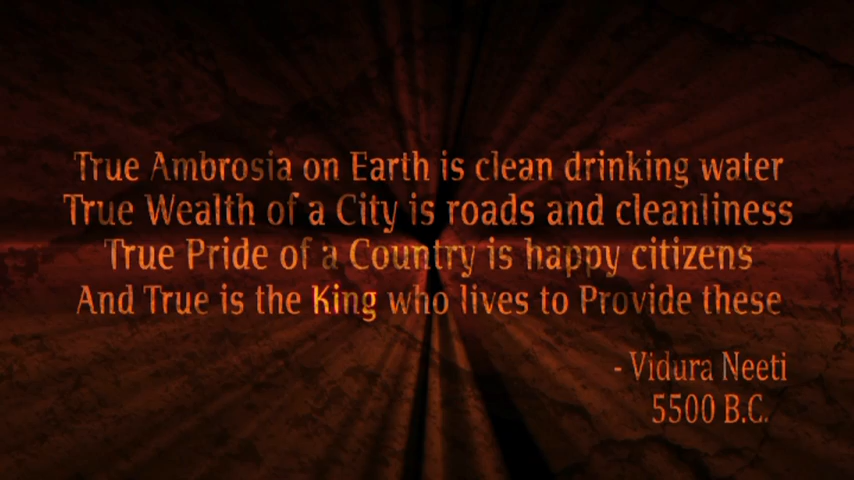 True Ambrosia on Earth is clean drinking water
True Wealth of a City is roads and cleanliness
True Pride of a Country is happy citizens
And True is the King who lives to Provide these
- Vidura Neeti
5500 B.C.